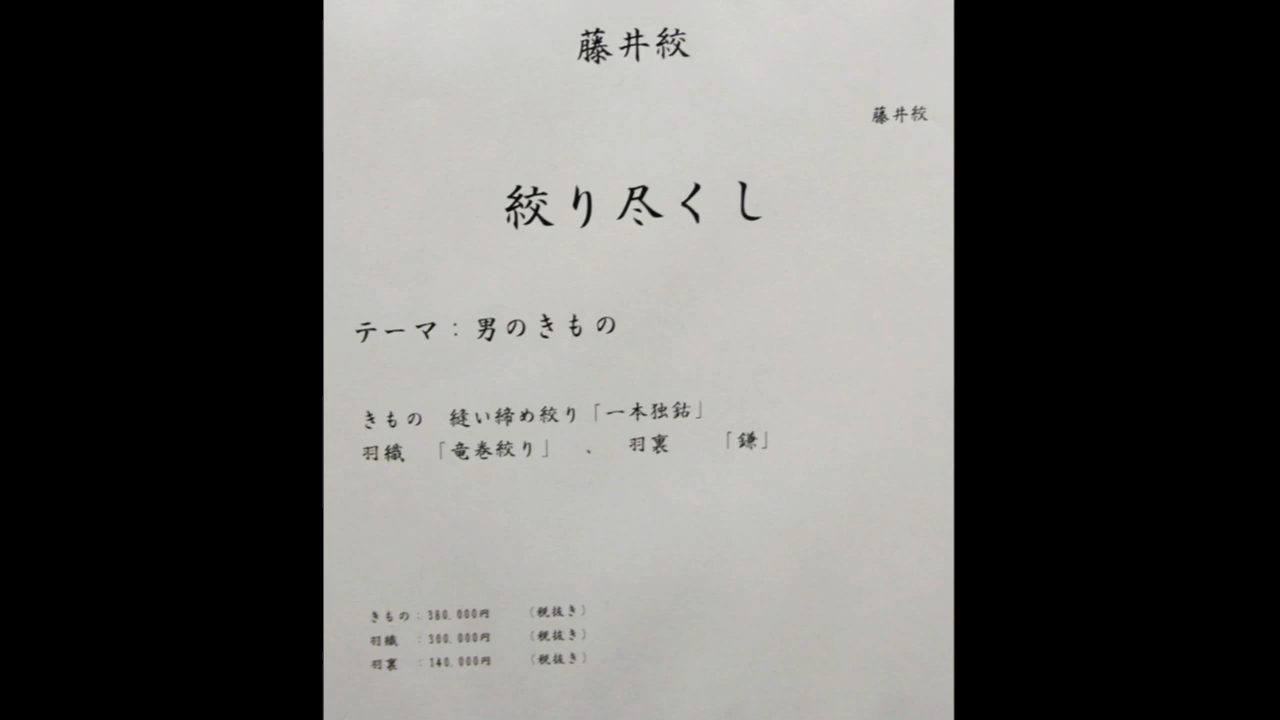 藤井絞
藤井絞
絞り尽くし
テーマ：男のきもの
きもの　縫い締め絞り「一本独鈷」
羽織　「竜巻絞り」　、　羽裏　　「鎌」
きもの：380,000円　（税抜き）
羽織　：300,000円　（税抜き）
羽裏　：140,000円　（税抜き）